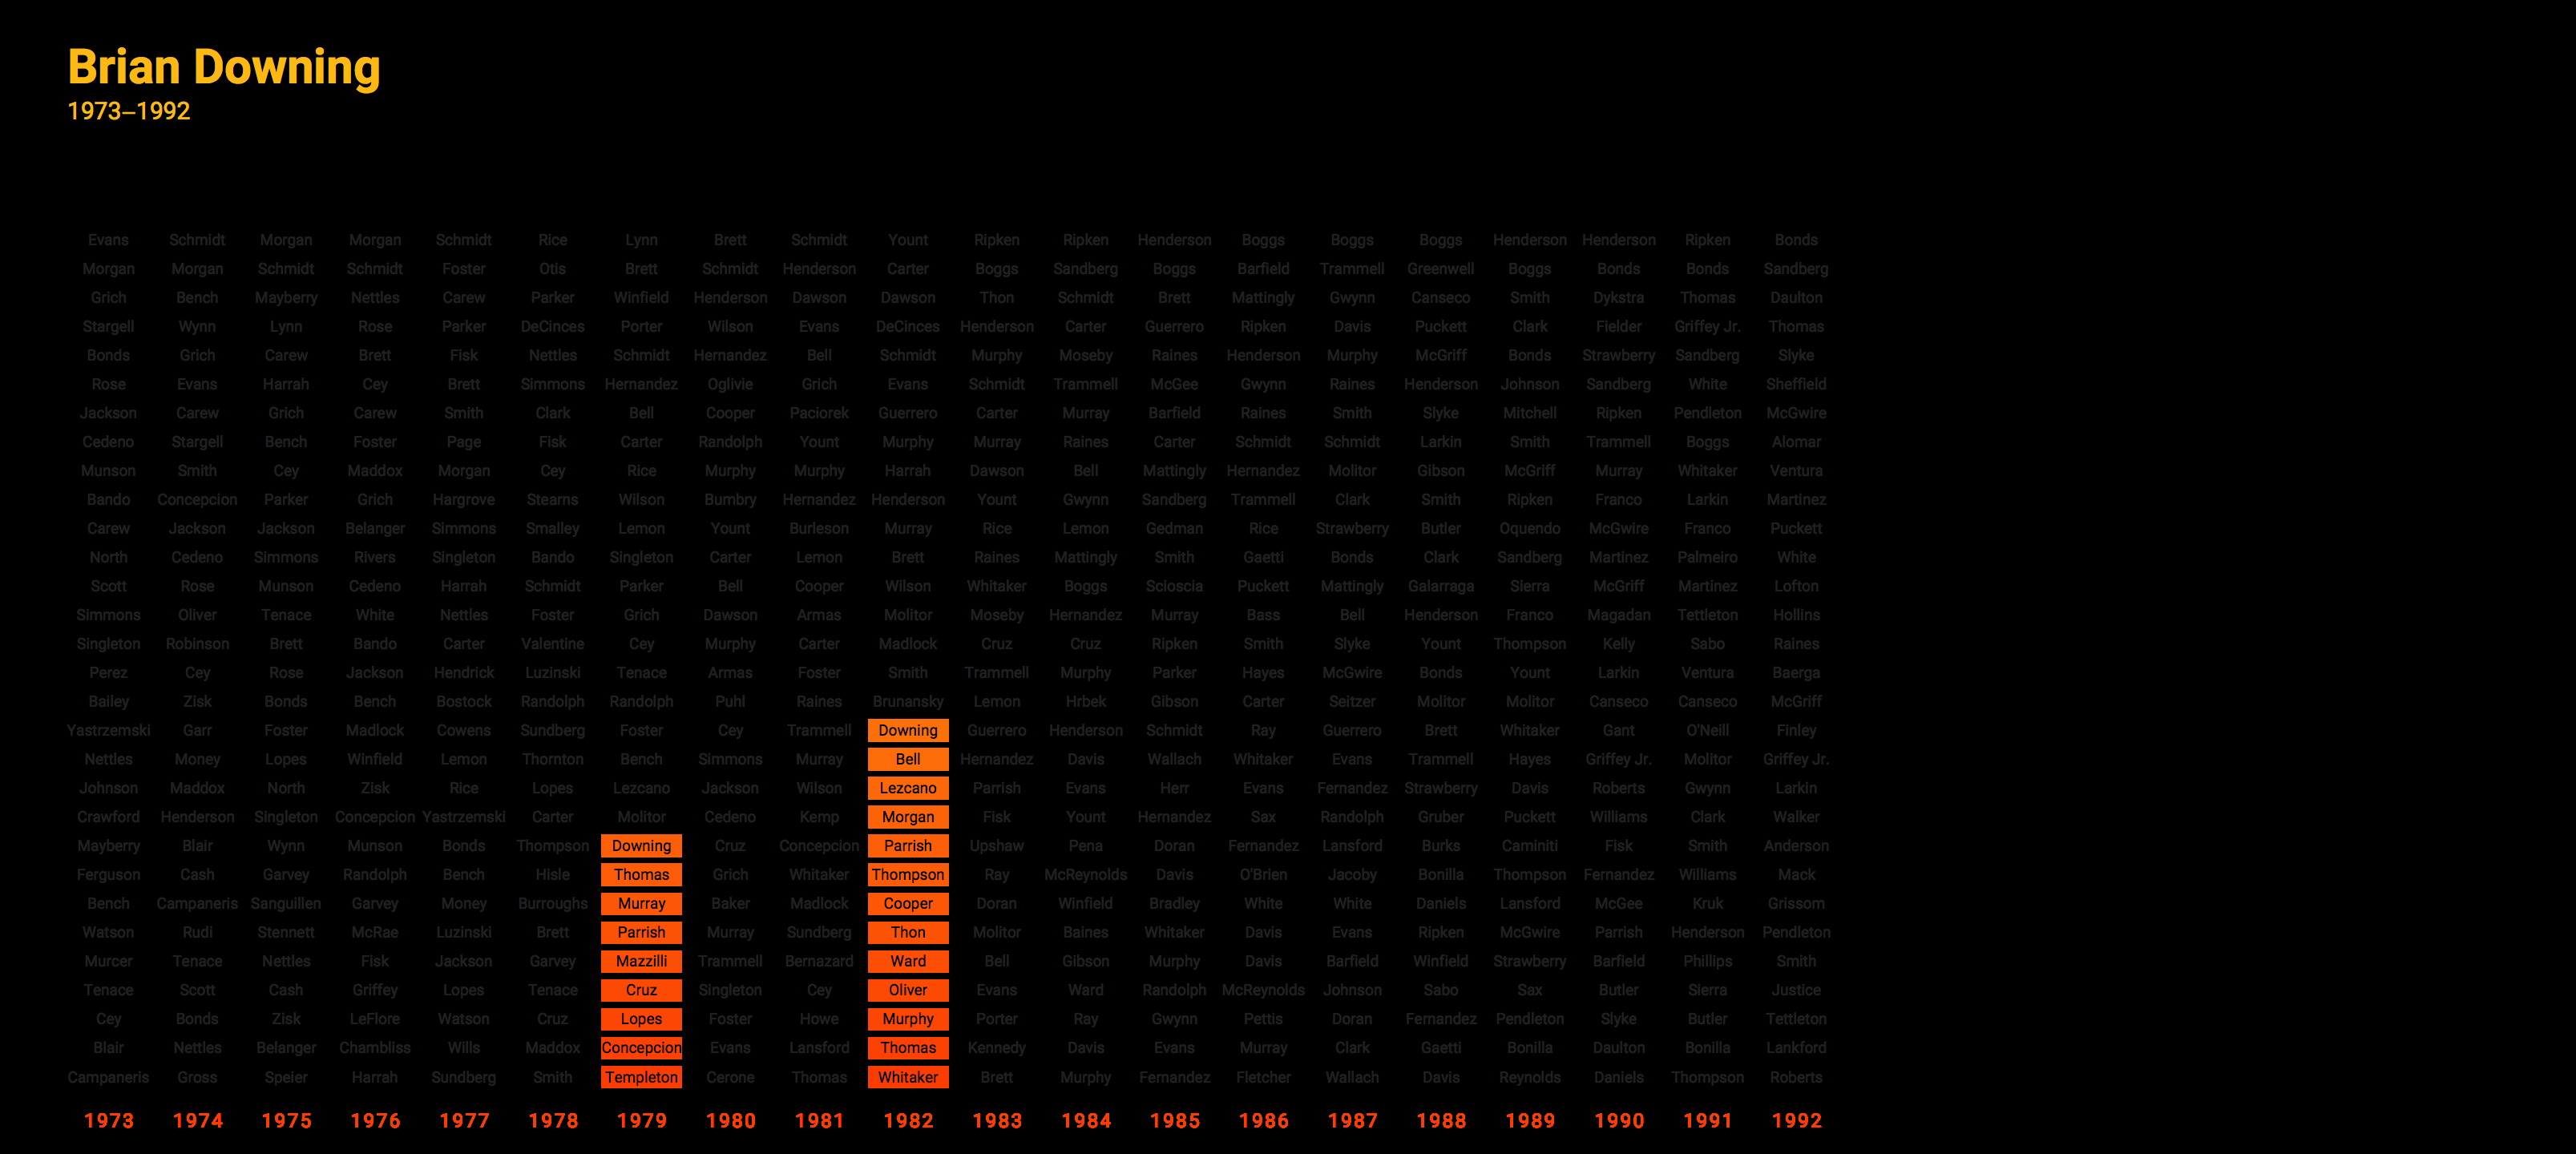 Brian Downing
1973–1992
Evans Schmidt Morgan Morgan Schmidt Rice Lynn Brett Schmidt Yount Ripken Ripken Henderson Boggs Boggs Boggs Henderson Henderson Ripken Bonds
Morgan Morgan Schmidt Schmidt Foster Otis Brett Schmidt Henderson Carter Boggs Sandberg Boggs Barfield Trammell Greenwell Boggs Bonds Bonds Sandberg
Grich Bench Mayberry Nettles Carew Parker Winfield Henderson Dawson Dawson Thon Schmidt Brett Mattingly Gwynn Canseco Smith Dykstra Thomas Daulton
Stargell Wynn Lynn Rose Parker DeCinces Porter Wilson Evans DeCinces Henderson Carter Guerrero Ripken Davis Puckett Clark Fielder Griffey Jr. Thomas
Bonds Grich Carew Brett Fisk Nettles Schmidt Hernandez Bell Schmidt Murphy Moseby Raines Henderson Murphy McGriff Bonds Strawberry Sandberg Slyke
Rose Evans Harrah Cey Brett Simmons Hernandez Oglivie Grich Evans Schmidt Trammell McGee Gwynn Raines Henderson Johnson Sandberg White Sheffield
Jackson Carew Grich Carew Smith Clark Bell Cooper Paciorek Guerrero Carter Murray Barfield Raines Smith Slyke Mitchell Ripken Pendleton McGwire
Cedeno Stargell Bench Foster Page Fisk Carter Randolph Yount Murphy Murray Raines Carter Schmidt Schmidt Larkin Smith Trammell Boggs Alomar
Munson Smith Cey Maddox Morgan Cey Rice Murphy Murphy Harrah Dawson Bell Mattingly Hernandez Molitor Gibson McGriff Murray Whitaker Ventura
Bando Concepcion Parker Grich Hargrove Stearns Wilson Bumbry Hernandez Henderson Yount Gwynn Sandberg Trammell Clark Smith Ripken Franco Larkin Martinez
Carew Jackson Jackson Belanger Simmons Smalley Lemon Yount Burleson Murray Rice Lemon Gedman Rice Strawberry Butler Oquendo McGwire Franco Puckett
North Cedeno Simmons Rivers Singleton Bando Singleton Carter Lemon Brett Raines Mattingly Smith Gaetti Bonds Clark Sandberg Martinez Palmeiro White
Scott Rose Munson Cedeno Harrah Schmidt Parker Bell Cooper Wilson Whitaker Boggs Scioscia Puckett Mattingly Galarraga Sierra McGriff Martinez Lofton
Simmons Oliver Tenace White Nettles Foster Grich Dawson Armas Molitor Moseby Hernandez Murray Bass Bell Henderson Franco Magadan Tettleton Hollins
Singleton Robinson Brett Bando Carter Valentine Cey Murphy Carter Madlock Cruz Cruz Ripken Smith Slyke Yount Thompson Kelly Sabo Raines
Perez Cey Rose Jackson Hendrick Luzinski Tenace Armas Foster Smith Trammell Murphy Parker Hayes McGwire Bonds Yount Larkin Ventura Baerga
Bailey Zisk Bonds Bench Bostock Randolph Randolph Puhl Raines Brunansky Lemon Hrbek Gibson Carter Seitzer Molitor Molitor Canseco Canseco McGriff
Yastrzemski Garr Foster Madlock Cowens Sundberg Foster Cey Trammell Downing Guerrero Henderson Schmidt Ray Guerrero Brett Whitaker Gant O'Neill Finley
Nettles Money Lopes Winfield Lemon Thornton Bench Simmons Murray Bell Hernandez Davis Wallach Whitaker Evans Trammell Hayes Griffey Jr. Molitor Griffey Jr.
Johnson Maddox North Zisk Rice Lopes Lezcano Jackson Wilson Lezcano Parrish Evans Herr Evans Fernandez Strawberry Davis Roberts Gwynn Larkin
Crawford Henderson Singleton Concepcion Yastrzemski Carter Molitor Cedeno Kemp Morgan Fisk Yount Hernandez Sax Randolph Gruber Puckett Williams Clark Walker
Mayberry Blair Wynn Munson Bonds Thompson Downing Cruz Concepcion Parrish Upshaw Pena Doran Fernandez Lansford Burks Caminiti Fisk Smith Anderson
Ferguson Cash Garvey Randolph Bench Hisle Thomas Grich Whitaker Thompson Ray McReynolds Davis O'Brien Jacoby Bonilla Thompson Fernandez Williams Mack
Bench Campaneris Sanguillen Garvey Money Burroughs Murray Baker Madlock Cooper Doran Winfield Bradley White White Daniels Lansford McGee Kruk Grissom
Watson Rudi Stennett McRae Luzinski Brett Parrish Murray Sundberg Thon Molitor Baines Whitaker Davis Evans Ripken McGwire Parrish Henderson Pendleton
Murcer Tenace Nettles Fisk Jackson Garvey Mazzilli Trammell Bernazard Ward Bell Gibson Murphy Davis Barfield Winfield Strawberry Barfield Phillips Smith
Tenace Scott Cash Griffey Lopes Tenace Cruz Singleton Cey Oliver Evans Ward Randolph McReynolds Johnson Sabo Sax Butler Sierra Justice
Cey Bonds Zisk LeFlore Watson Cruz Lopes Foster Howe Murphy Porter Ray Gwynn Pettis Doran Fernandez Pendleton Slyke Butler Tettleton
Blair Nettles Belanger Chambliss Wills Maddox Concepcion Evans Lansford Thomas Kennedy Davis Evans Murray Clark Gaetti Bonilla Daulton Bonilla Lankford
Campaneris Gross Speier Harrah Sundberg Smith Templeton Cerone Thomas Whitaker Brett Murphy Fernandez Fletcher Wallach Davis Reynolds Daniels Thompson Roberts
1973 1974 1975 1976 1977 1978 1979 1980 1981 1982 1983 1984 1985 1986 1987 1988 1989 1990 1991 1992